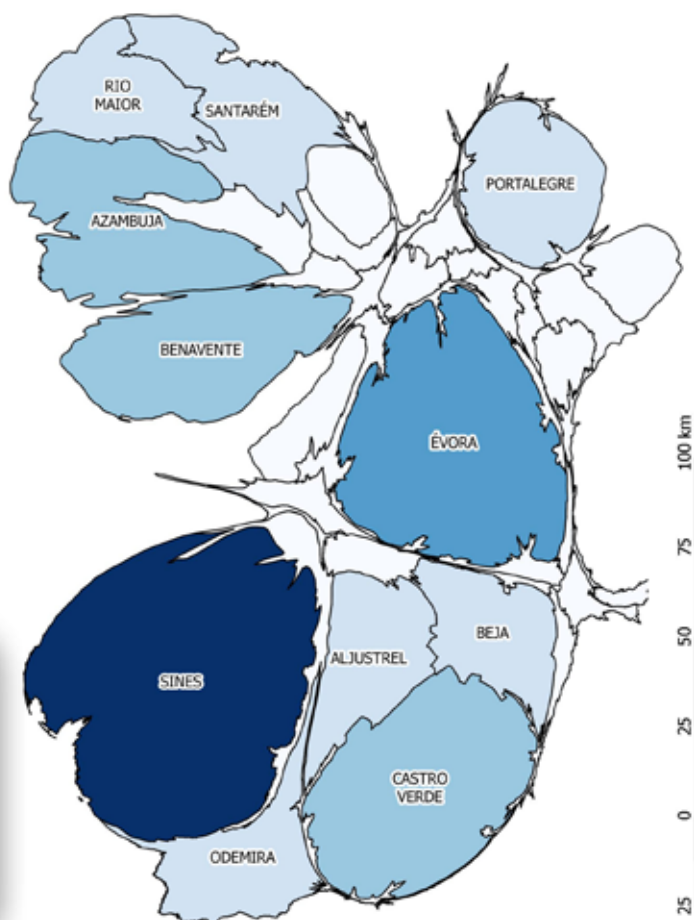 RIO
MAIOR
SANTARÉM
PORTALEGRE
AZAMBUJA
BENAVENTE
ÉVORA
100 km
75
50
25
0
25
BEJA
ALJUSTREL
SINES
CASTRO
VERDE
ODEMIRA